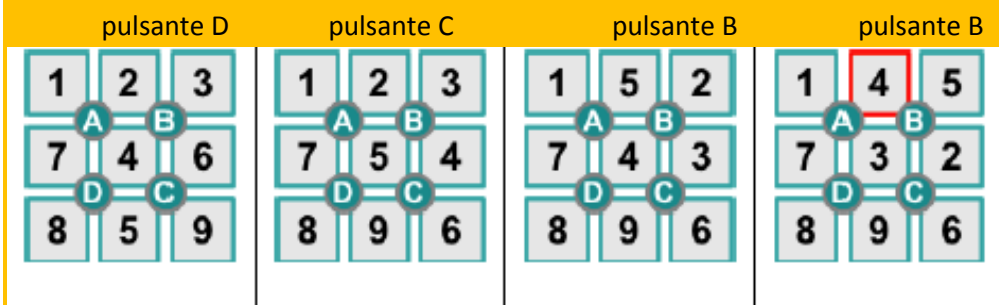 pulsante D pulsante C pulsante B pulsante B
1 2 3 1 2 3 1 5 2 1 4 5
A B A B A B A B
7 4 6 7 5 4 7 4 3 7 3 2
D C D C D C D C
8 5 9 8 9 6 8 9 6 8 9 6